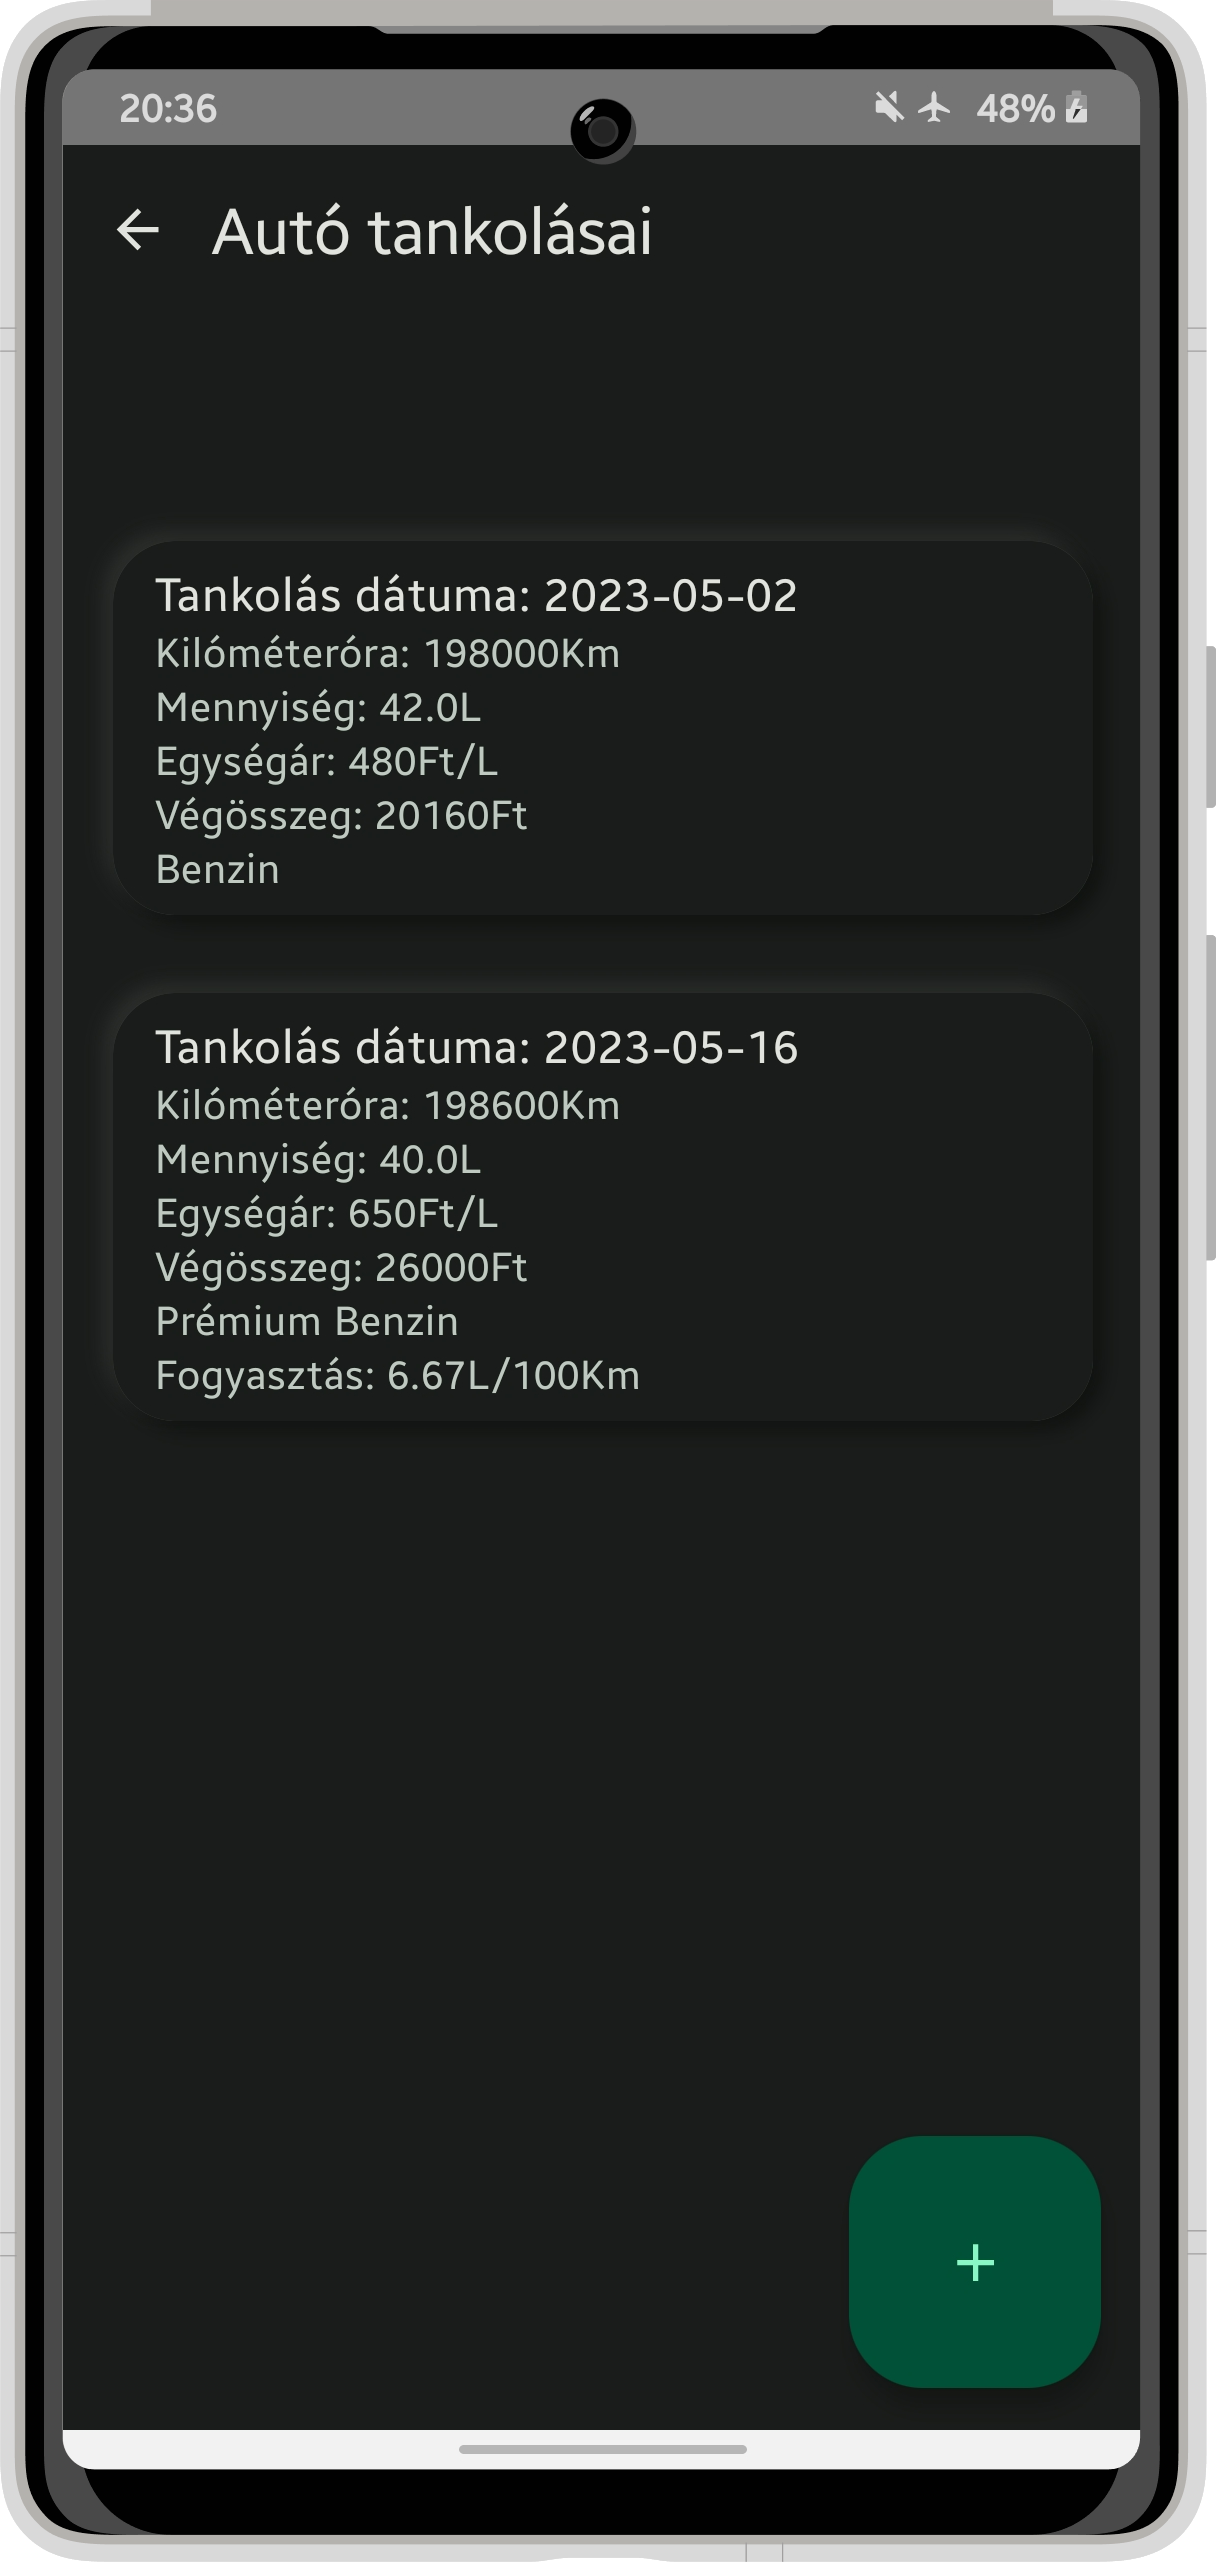 20:36
48%
Autó tankolásai
Tankolás dátuma: 2023-05-02
Kilóméteróra: 198000Km
Mennyiség: 42.0L
Egységár: 480Ft/L
Végösszeg: 20160Ft
Benzin
Tankolás dátuma: 2023-05-16
Kilóméteróra: 198600Km
Mennyiség: 40.0L
Egységár: 650Ft/L
Végösszeg: 26000Ft
Prémium Benzin
Fogyasztás: 6.67L/100Km
+